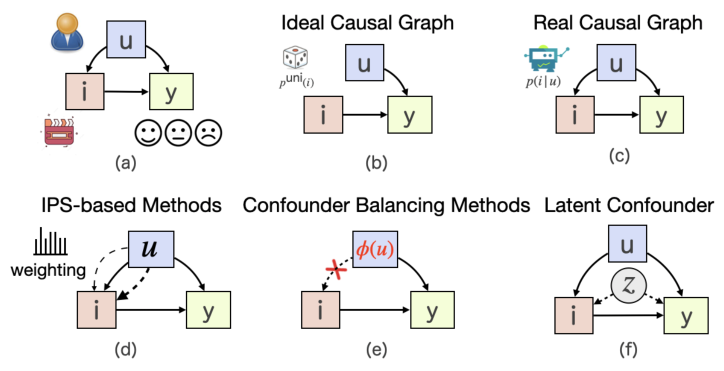 u
i
y
(a)
Ideal Causal Graph
p^uni(i)
u
i
y
(b)
Real Causal Graph
p(i|u)
u
i
y
(c)
IPS-based Methods
weighting
u
i
y
(d)
Confounder Balancing Methods
ϕ(u)
i
y
(e)
Latent Confounder
u
z
i
y
(f)